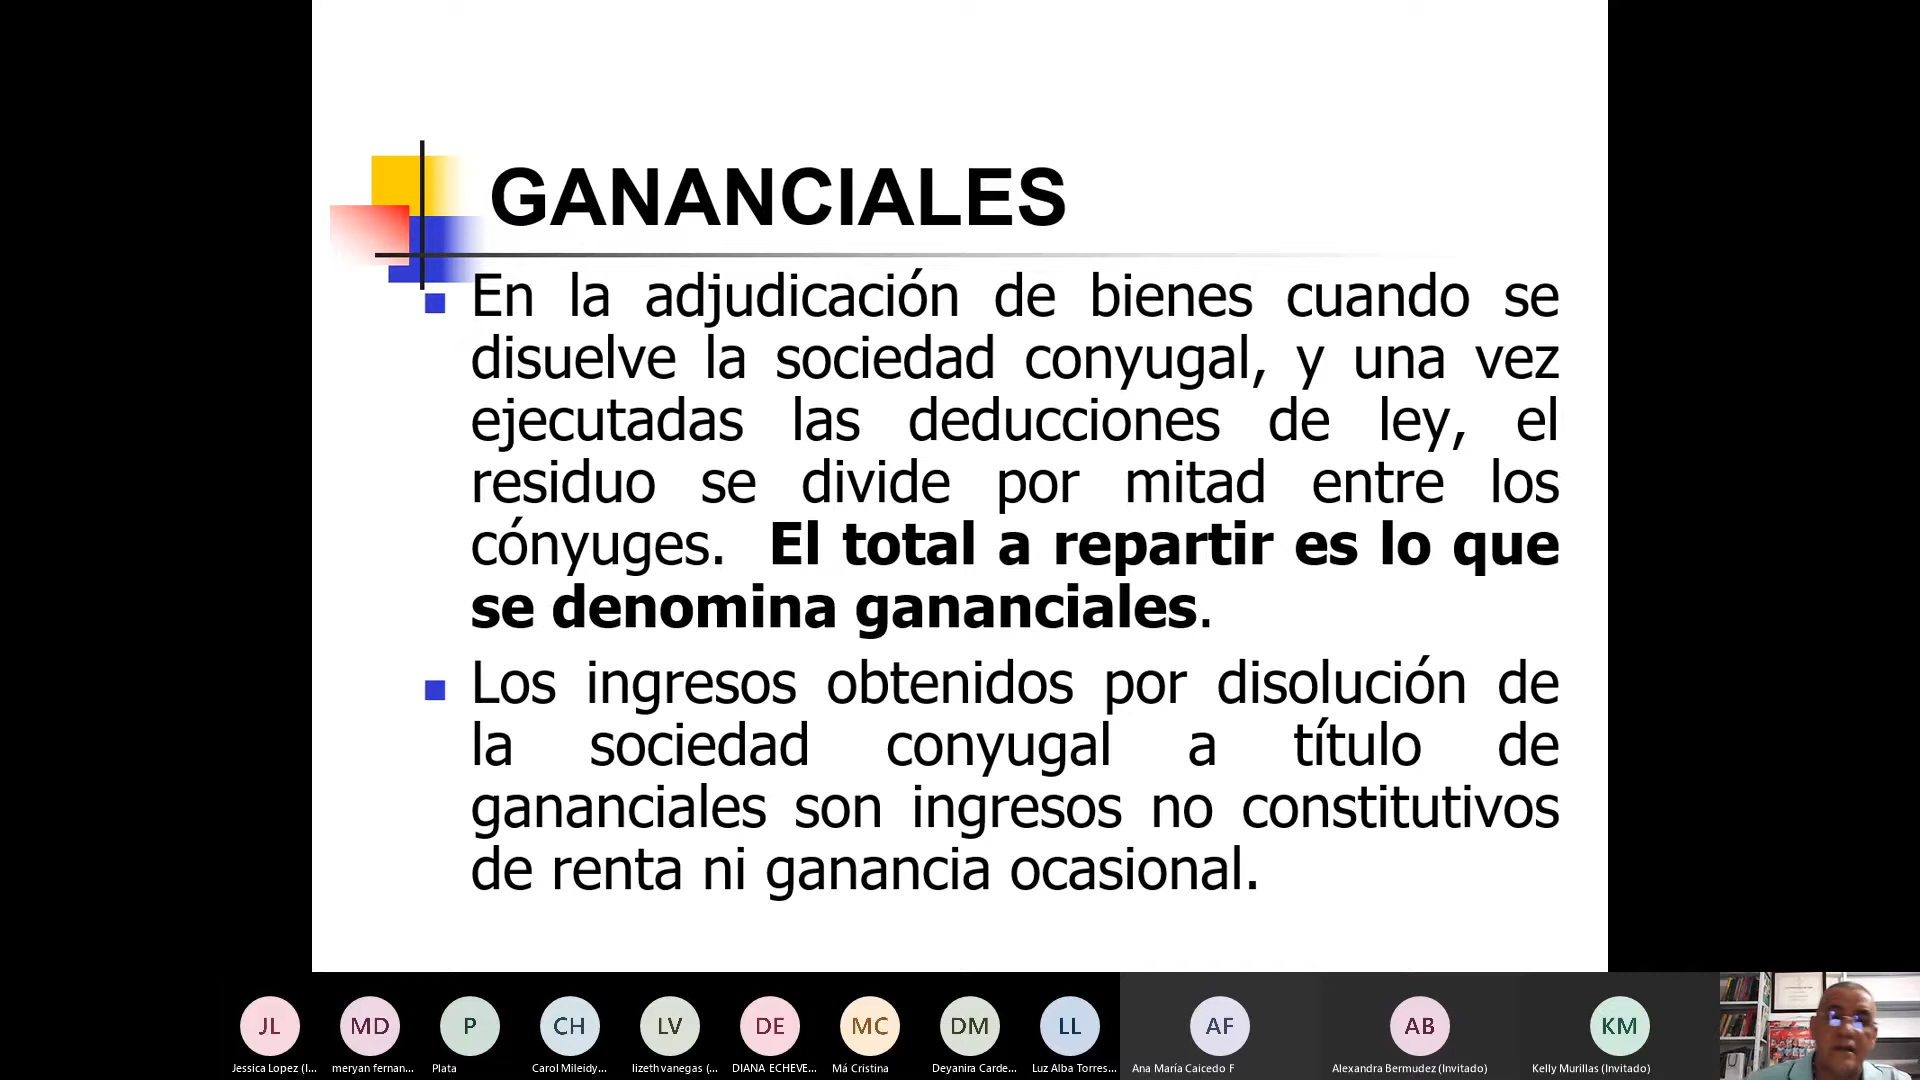 GANANCIALES
En la adjudicación de bienes cuando se
disuelve la sociedad conyugal, y una vez
ejecutadas las deducciones de ley, el
residuo se divide por mitad entre los
cónyuges. El total a repartir es lo que
se denomina gananciales.
Los ingresos obtenidos por disolución de
la sociedad conyugal a título de
gananciales son ingresos no constitutivos
de renta ni ganancia ocasional.
JL MD P CH LV DE MC DM LL AF AB KM
Jessica Lopez (I... meryan fernan... Plata Carol Mileidy... lizeth vanegas (... DIANA ECHEVE... Má Cristina Deyanira Carde... Luz Alba Torres... Ana María Caicedo F Alexandra Bermudez (Invitado) Kelly Murillas (Invitado)